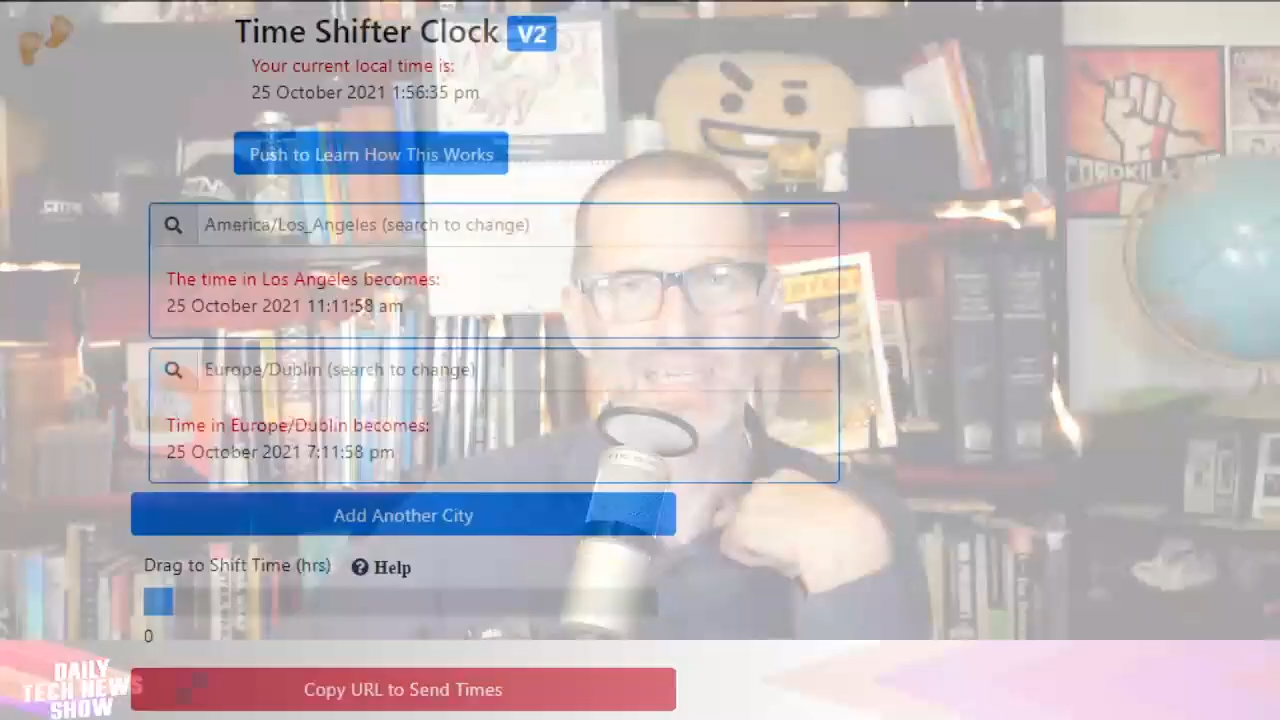 Time Shifter Clock V2
Your current local time is:
25 October 2021 1:56:35 pm
Push to Learn How This Works
America/Los_Angeles (search to change)
The time in Los Angeles becomes:
25 October 2021 11:11:58 am
Europe/Dublin (search to change)
Time in Europe/Dublin becomes:
25 October 2021 7:11:58 pm
Add Another City
Drag to Shift Time (hrs)
Help
0
Copy URL to Send Times
DAILY
TECH NEWS
SHOW